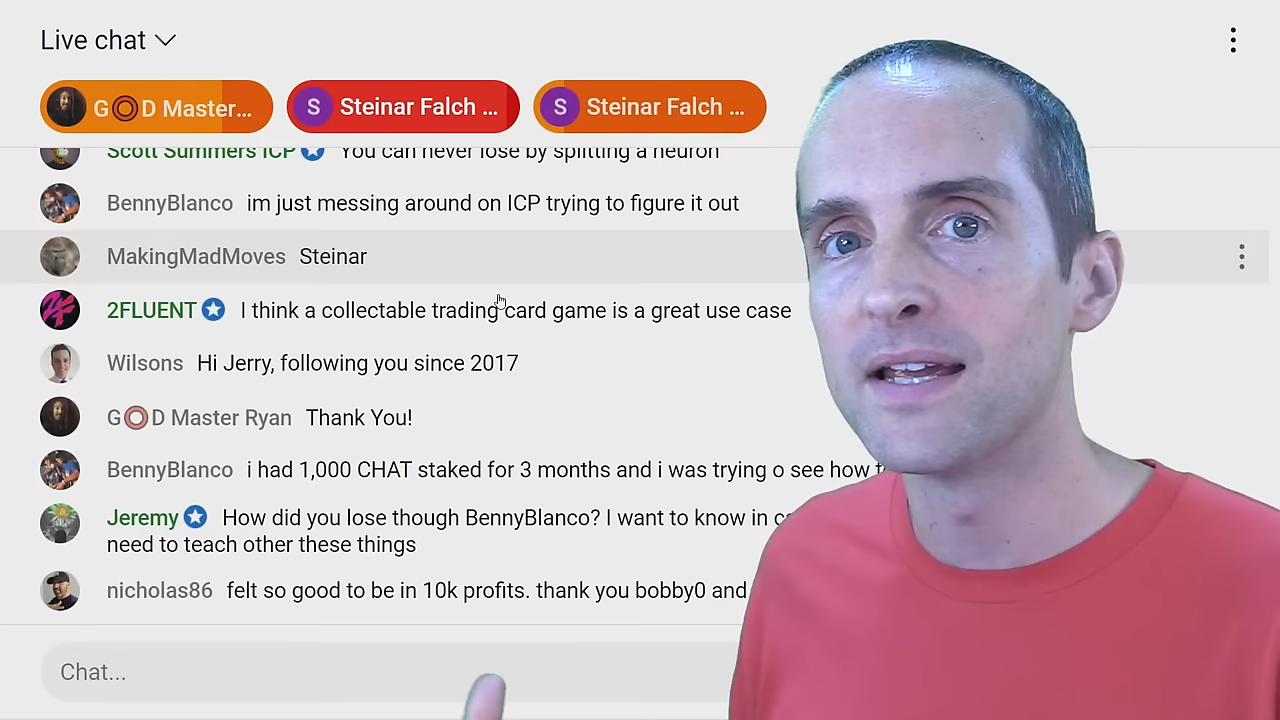 Live chat
G⭕D Master...
S Steinar Falch ...
S Steinar Falch ...
Scott Summers ICP You can never lose by splitting a neuron
BennyBlanco im just messing around on ICP trying to figure it out
MakingMadMoves Steinar
2FLUENT I think a collectable trading card game is a great use case
Wilsons Hi Jerry, following you since 2017
G⭕D Master Ryan Thank You!
BennyBlanco i had 1,000 CHAT staked for 3 months and i was trying o see how
Jeremy How did you lose though BennyBlanco? I want to know in
need to teach other these things
nicholas86 felt so good to be in 10k profits. thank you bobby0 and
Chat...